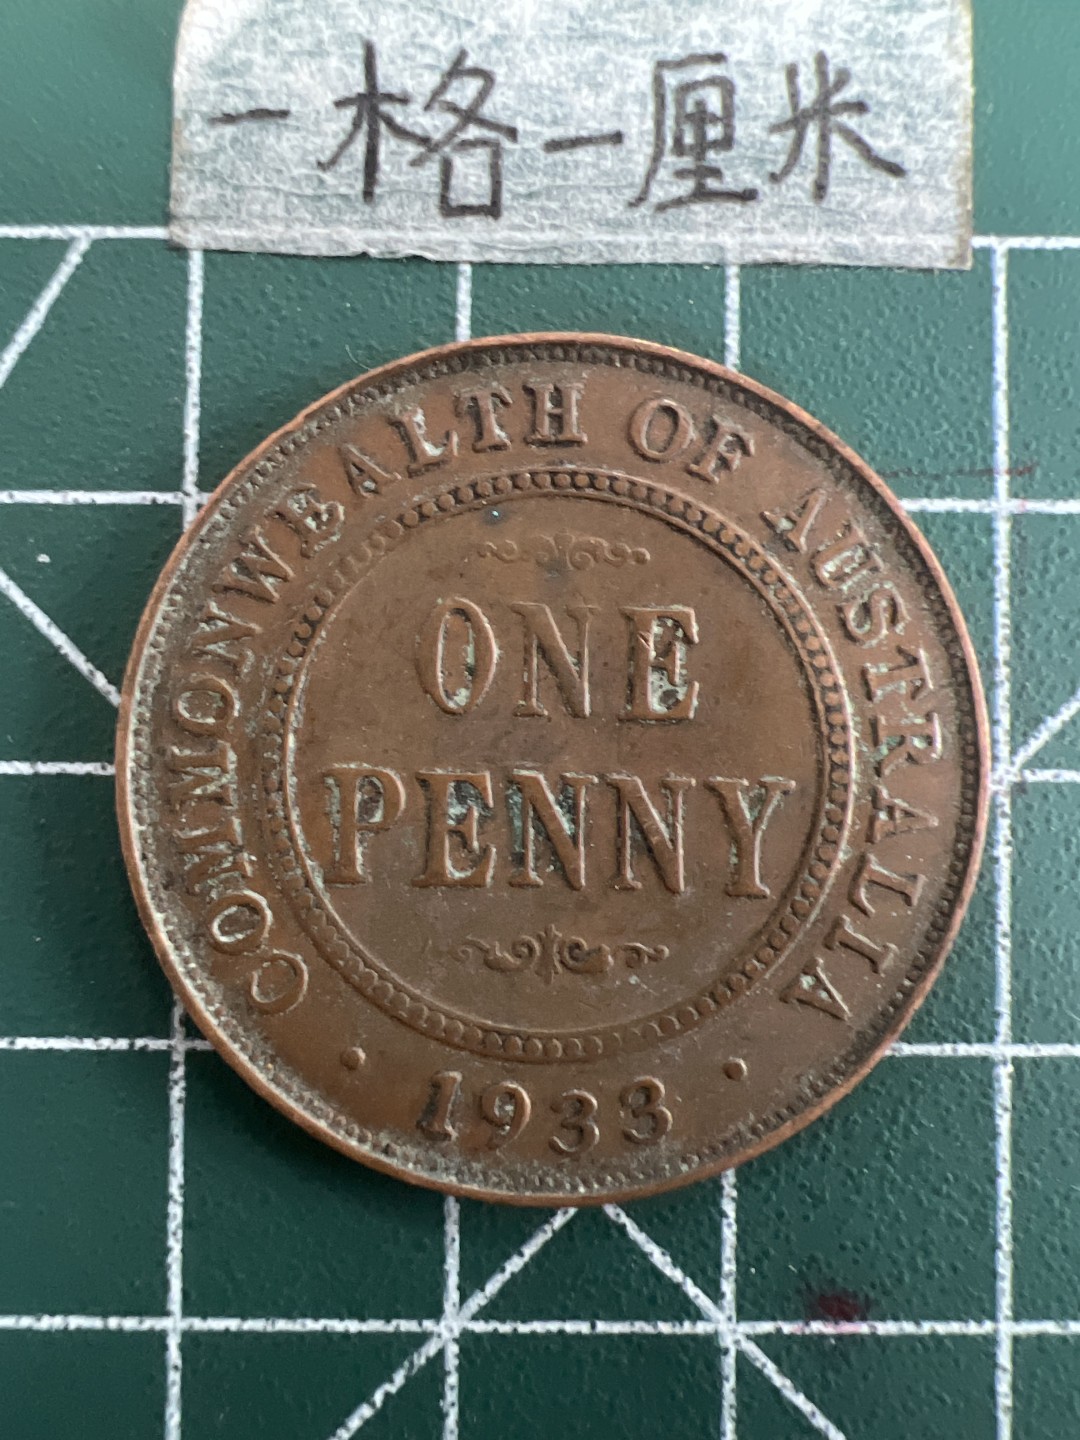 一格一厘米
COMMONWEALTH OF AUSTRALIA
ONE
PENNY
· 1933 ·